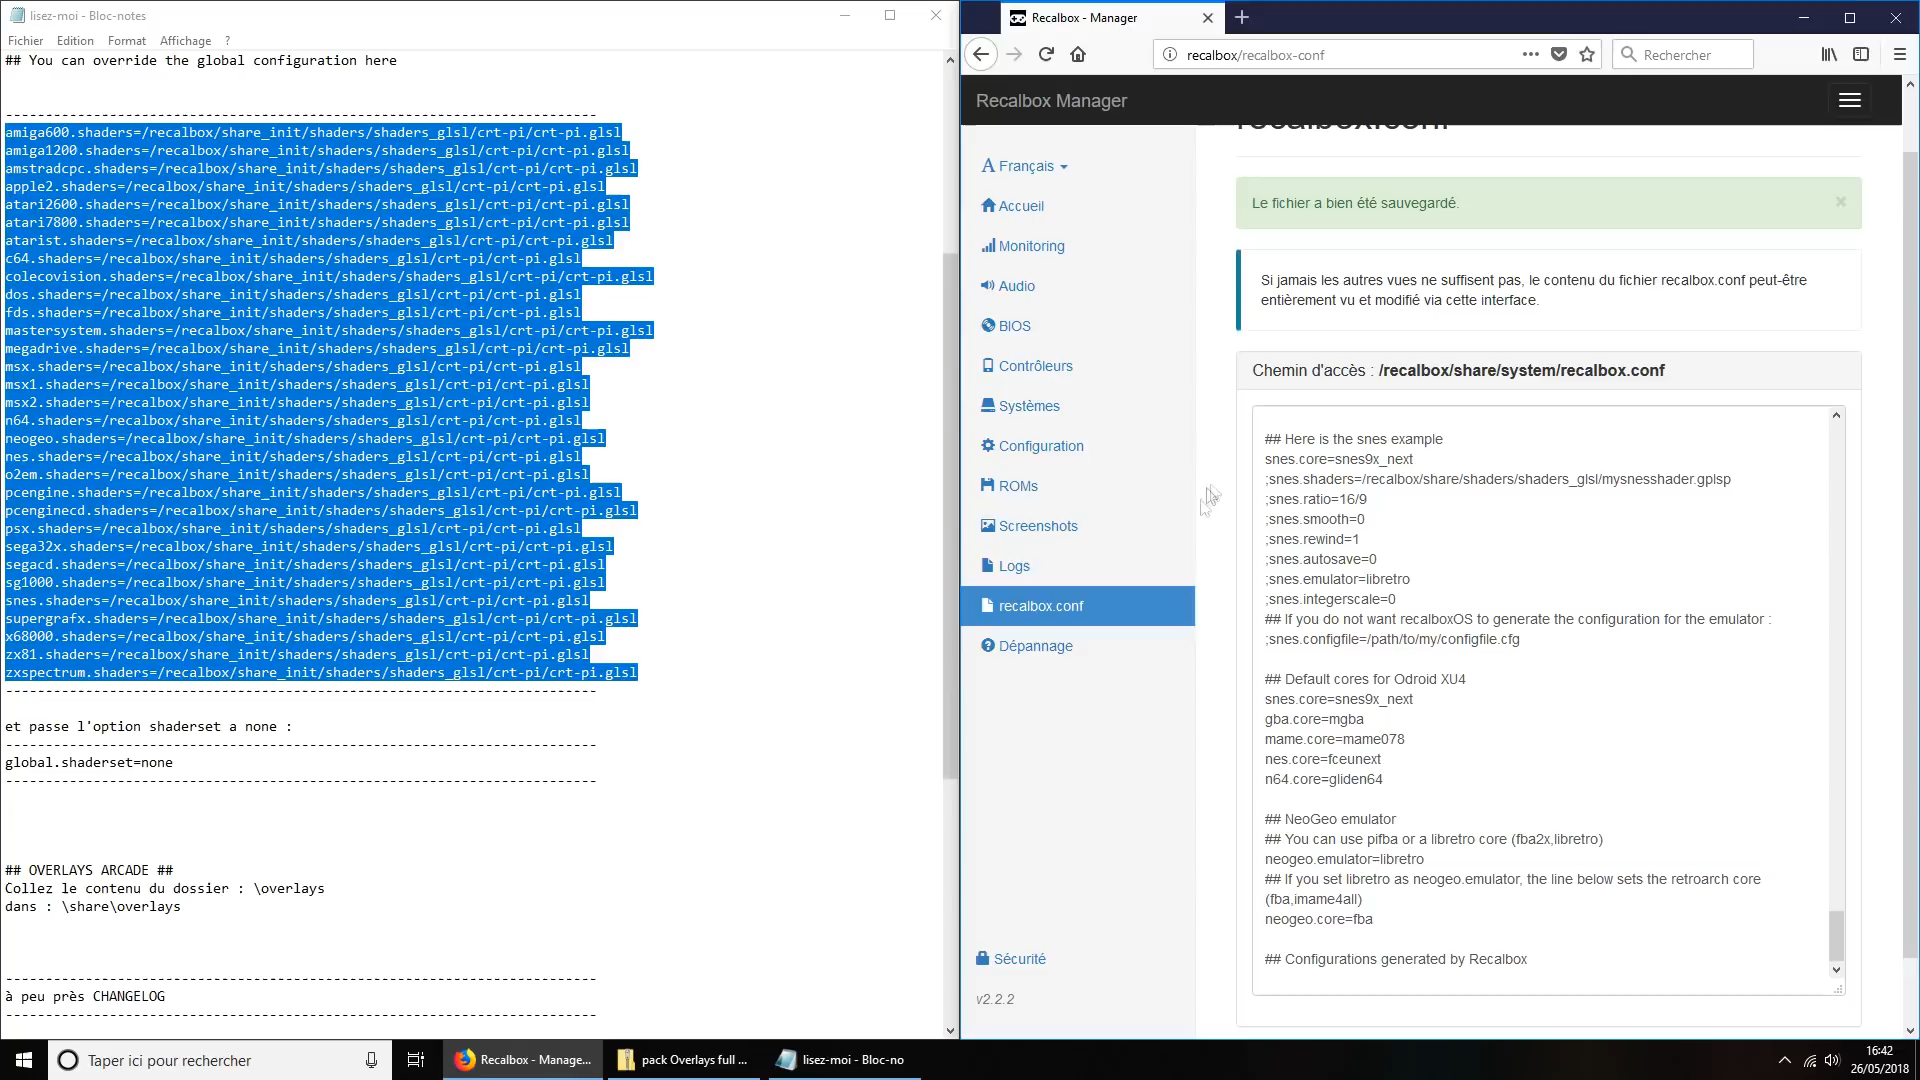 lisez-moi - Bloc-notes
Fichier Edition Format Affichage ?
## You can override the global configuration here
--------------------------------------------------------------------------
amiga600.shaders=/recalbox/share_init/shaders/shaders_glsl/crt-pi/crt-pi.glsl
amiga1200.shaders=/recalbox/share_init/shaders/shaders_glsl/crt-pi/crt-pi.glsl
amstradcpc.shaders=/recalbox/share_init/shaders/shaders_glsl/crt-pi/crt-pi.glsl
apple2.shaders=/recalbox/share_init/shaders/shaders_glsl/crt-pi/crt-pi.glsl
atari2600.shaders=/recalbox/share_init/shaders/shaders_glsl/crt-pi/crt-pi.glsl
atari7800.shaders=/recalbox/share_init/shaders/shaders_glsl/crt-pi/crt-pi.glsl
atarist.shaders=/recalbox/share_init/shaders/shaders_glsl/crt-pi/crt-pi.glsl
c64.shaders=/recalbox/share_init/shaders/shaders_glsl/crt-pi/crt-pi.glsl
colecovision.shaders=/recalbox/share_init/shaders/shaders_glsl/crt-pi/crt-pi.glsl
dos.shaders=/recalbox/share_init/shaders/shaders_glsl/crt-pi/crt-pi.glsl
fds.shaders=/recalbox/share_init/shaders/shaders_glsl/crt-pi/crt-pi.glsl
mastersystem.shaders=/recalbox/share_init/shaders/shaders_glsl/crt-pi/crt-pi.glsl
megadrive.shaders=/recalbox/share_init/shaders/shaders_glsl/crt-pi/crt-pi.glsl
msx.shaders=/recalbox/share_init/shaders/shaders_glsl/crt-pi/crt-pi.glsl
msx1.shaders=/recalbox/share_init/shaders/shaders_glsl/crt-pi/crt-pi.glsl
msx2.shaders=/recalbox/share_init/shaders/shaders_glsl/crt-pi/crt-pi.glsl
n64.shaders=/recalbox/share_init/shaders/shaders_glsl/crt-pi/crt-pi.glsl
neogeo.shaders=/recalbox/share_init/shaders/shaders_glsl/crt-pi/crt-pi.glsl
nes.shaders=/recalbox/share_init/shaders/shaders_glsl/crt-pi/crt-pi.glsl
o2em.shaders=/recalbox/share_init/shaders/shaders_glsl/crt-pi/crt-pi.glsl
pcengine.shaders=/recalbox/share_init/shaders/shaders_glsl/crt-pi/crt-pi.glsl
pcenginecd.shaders=/recalbox/share_init/shaders/shaders_glsl/crt-pi/crt-pi.glsl
psx.shaders=/recalbox/share_init/shaders/shaders_glsl/crt-pi/crt-pi.glsl
sega32x.shaders=/recalbox/share_init/shaders/shaders_glsl/crt-pi/crt-pi.glsl
segacd.shaders=/recalbox/share_init/shaders/shaders_glsl/crt-pi/crt-pi.glsl
sg1000.shaders=/recalbox/share_init/shaders/shaders_glsl/crt-pi/crt-pi.glsl
snes.shaders=/recalbox/share_init/shaders/shaders_glsl/crt-pi/crt-pi.glsl
supergrafx.shaders=/recalbox/share_init/shaders/shaders_glsl/crt-pi/crt-pi.glsl
x68000.shaders=/recalbox/share_init/shaders/shaders_glsl/crt-pi/crt-pi.glsl
zx81.shaders=/recalbox/share_init/shaders/shaders_glsl/crt-pi/crt-pi.glsl
zxspectrum.shaders=/recalbox/share_init/shaders/shaders_glsl/crt-pi/crt-pi.glsl
--------------------------------------------------------------------------
et passe l'option shaderset a none :
--------------------------------------------------------------------------
global.shaderset=none
--------------------------------------------------------------------------
## OVERLAYS ARCADE ##
Collez le contenu du dossier : \overlays
dans : \share\overlays
--------------------------------------------------------------------------
à peu près CHANGELOG
--------------------------------------------------------------------------
Recalbox - Manager
recalbox/recalbox-conf
Rechercher
Recalbox Manager
Français
Accueil
Monitoring
Audio
BIOS
Contrôleurs
Systèmes
Configuration
ROMs
Screenshots
Logs
recalbox.conf
Dépannage
Sécurité
v2.2.2
recalbox.conf
Le fichier a bien été sauvegardé.
×
Si jamais les autres vues ne suffisent pas, le contenu du fichier recalbox.conf peut-être
entièrement vu et modifié via cette interface.
Chemin d'accès : /recalbox/share/system/recalbox.conf
## Here is the snes example
snes.core=snes9x_next
;snes.shaders=/recalbox/share/shaders/shaders_glsl/mysnesshader.gplsp
;snes.ratio=16/9
;snes.smooth=0
;snes.rewind=1
;snes.autosave=0
;snes.emulator=libretro
;snes.integerscale=0
## If you do not want recalboxOS to generate the configuration for the emulator :
;snes.configfile=/path/to/my/configfile.cfg
## Default cores for Odroid XU4
snes.core=snes9x_next
gba.core=mgba
mame.core=mame078
nes.core=fceunext
n64.core=gliden64
## NeoGeo emulator
## You can use pifba or a libretro core (fba2x,libretro)
neogeo.emulator=libretro
## If you set libretro as neogeo.emulator, the line below sets the retroarch core
(fba,imame4all)
neogeo.core=fba
## Configurations generated by Recalbox
Taper ici pour rechercher
Recalbox - Manage...
pack Overlays full ...
lisez-moi - Bloc-no
16:42
26/05/2018